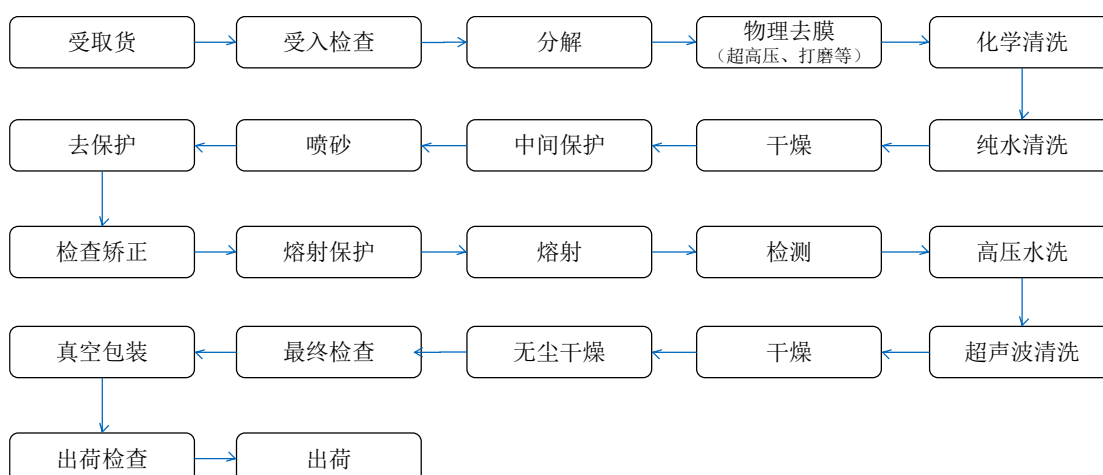 受取货
受入检查
分解
物理去膜
（超高压、打磨等）
化学清洗
去保护
喷砂
中间保护
干燥
纯水清洗
检查矫正
熔射保护
熔射
检测
高压水洗
真空包装
最终检查
无尘干燥
干燥
超声波清洗
出荷检查
出荷